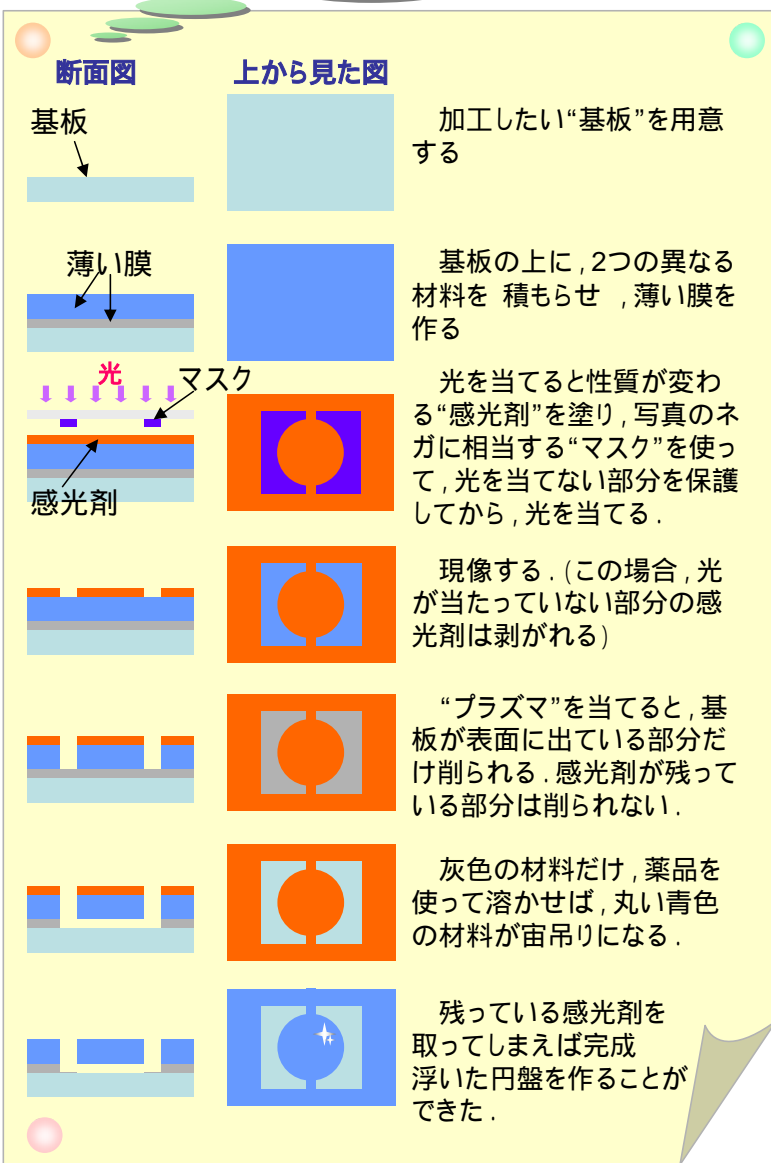 断面図
上から見た図
基板
加工したい“基板”を用意
する
薄い膜
基板の上に,2つの異なる
材料を 積もらせ ,薄い膜を
作る
光
マスク
感光剤
光を当てると性質が変わ
る“感光剤”を塗り,写真のネ
ガに相当する“マスク”を使っ
て,光を当てない部分を保護
してから,光を当てる.
現像する.(この場合,光
が当たっていない部分の感
光剤は剥がれる)
“プラズマ”を当てると,基
板が表面に出ている部分だ
け削られる.感光剤が残って
いる部分は削られない.
灰色の材料だけ,薬品を
使って溶かせば,丸い青色
の材料が宙吊りになる.
残っている感光剤を
取ってしまえば完成
浮いた円盤を作ることが
できた.